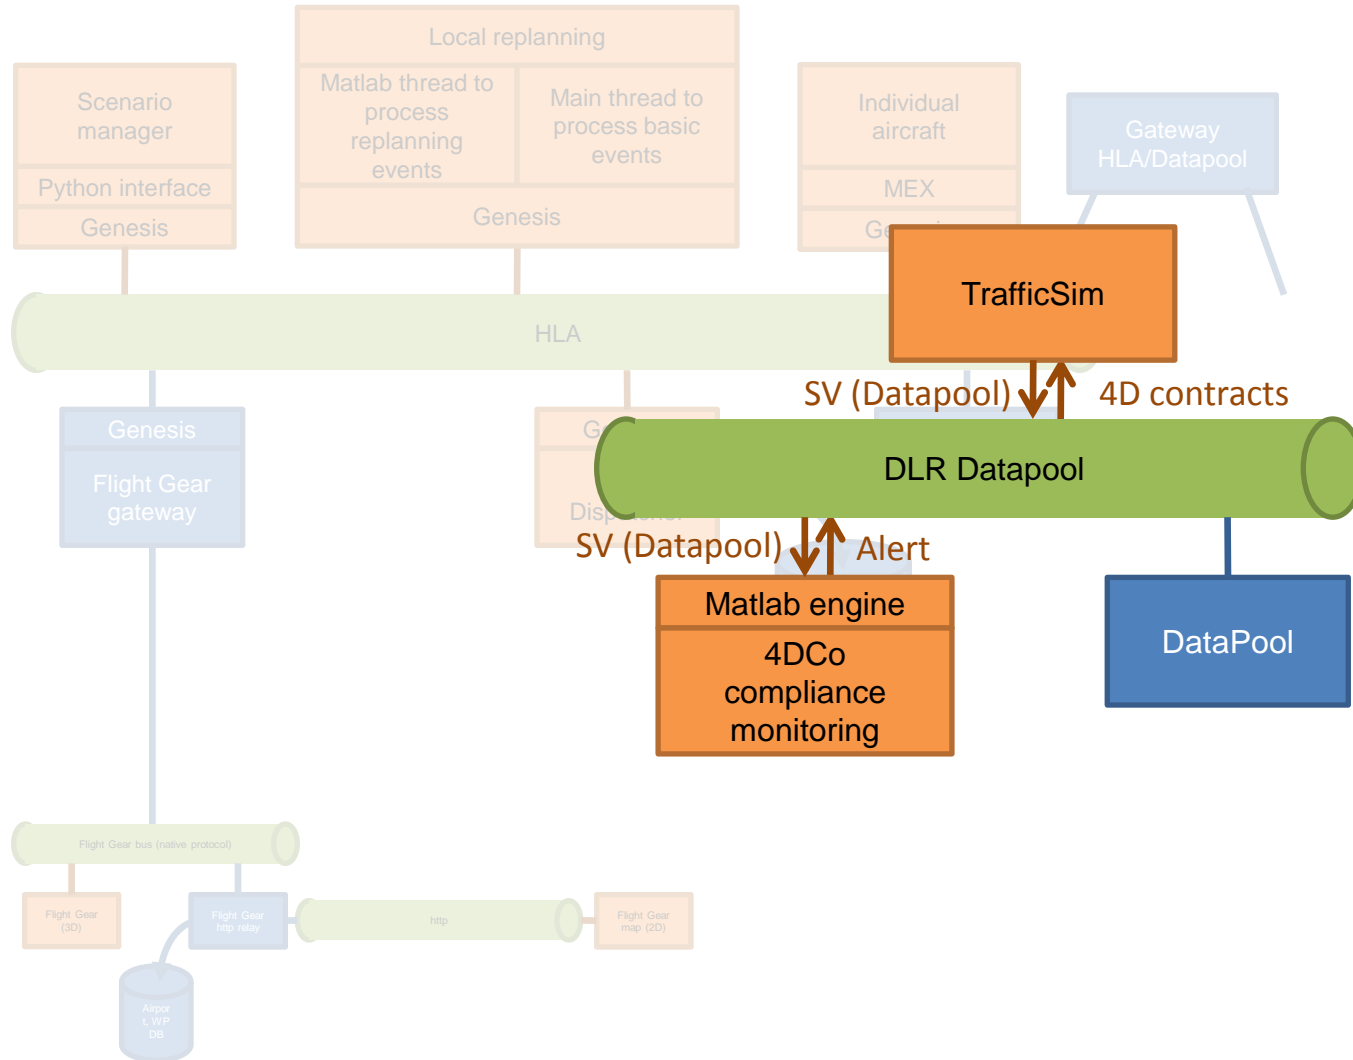 Local replanning
Scenario
manager
Matlab thread to
process
replanning
events
Main thread to
process basic
events
Individual
aircraft
Gateway
HLA/Datapool
Python interface
MEX
Genesis
Genesis
TrafficSim
HLA
SV (Datapool)
4D contracts
Genesis
Flight Gear
gateway
DLR Datapool
SV (Datapool)
Alert
Matlab engine
4DCo
compliance
monitoring
DataPool
Flight Gear bus (native protocol)
Flight Gear
(3D)
Flight Gear
http relay
http
Flight Gear
map (2D)
Airpor
t, WP
DB